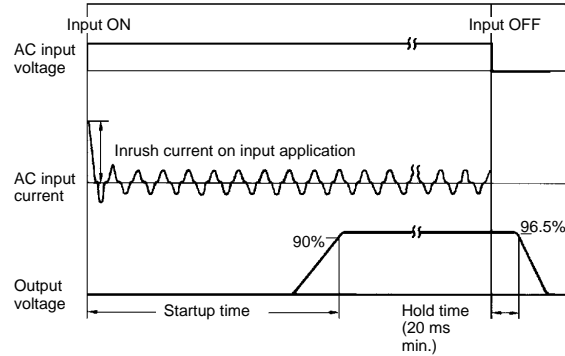 Input ON
Input OFF
AC input
voltage
Inrush current on input application
AC input
current
90%
96.5%
Output
voltage
Startup time
Hold time
(20 ms
min.)